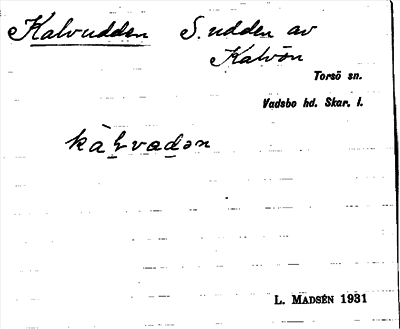 Kalvudden S. udden av
Kalvön
Torsö sn.
Vadsbo hd. Skar. l.
L. MADSÉN 1931